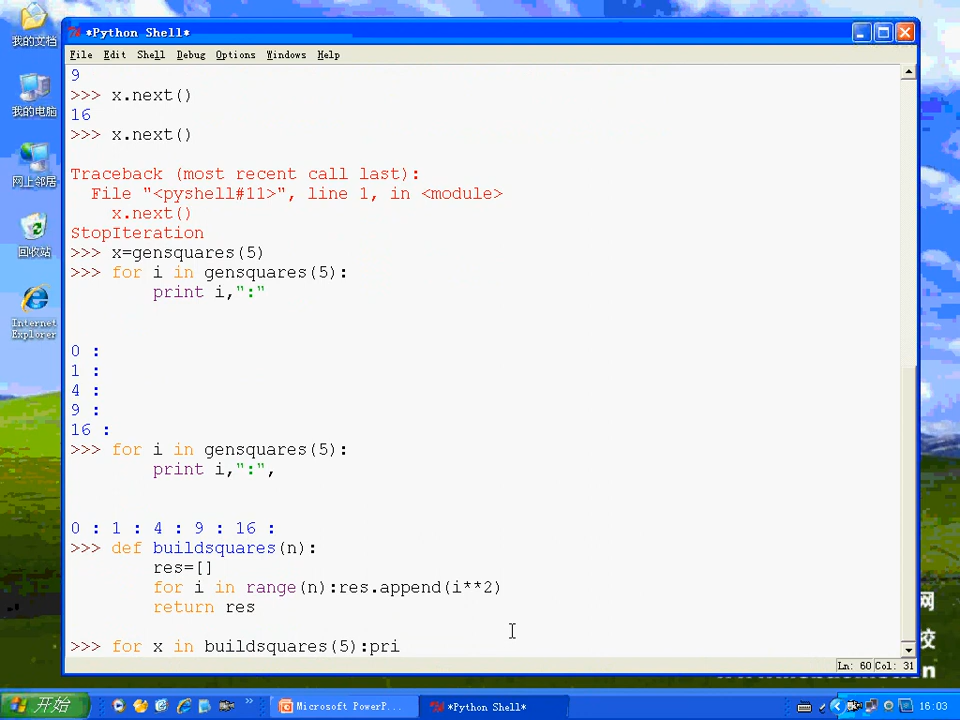 我的文档
我的电脑
网上邻居
回收站
Internet
Explorer
*Python Shell*
File Edit Shell Debug Options Windows Help
9
>>> x.next()
16
>>> x.next()
Traceback (most recent call last):
File "<pyshell#11>", line 1, in <module>
x.next()
StopIteration
>>> x=gensquares(5)
>>> for i in gensquares(5):
print i,":"
0 :
1 :
4 :
9 :
16 :
>>> for i in gensquares(5):
print i,":",
0 : 1 : 4 : 9 : 16 :
>>> def buildsquares(n):
res=[]
for i in range(n):res.append(i**2)
return res
>>> for x in buildsquares(5):pri
Ln: 60 Col: 31
网
校
开始
Microsoft PowerP...
*Python Shell*
16:03